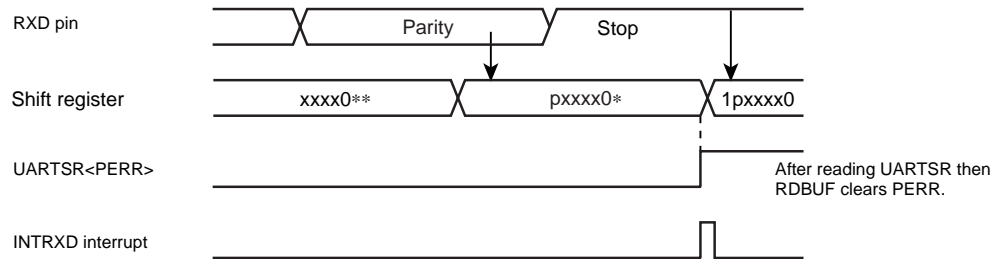 RXD pin
Parity
Stop
Shift register
xxxx0**
pxxxx0*
1pxxxx0
UARTSR<PERR>
After reading UARTSR then
RDBUF clears PERR.
INTRXD interrupt